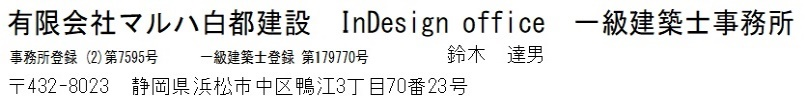 有限会社マルハ白都建設　InDesign office　一級建築士事務所
事務所登録 (2)第7595号　　一級建築士登録 第179770号　　鈴木　達男
〒432-8023　静岡県浜松市中区鴨江3丁目70番23号